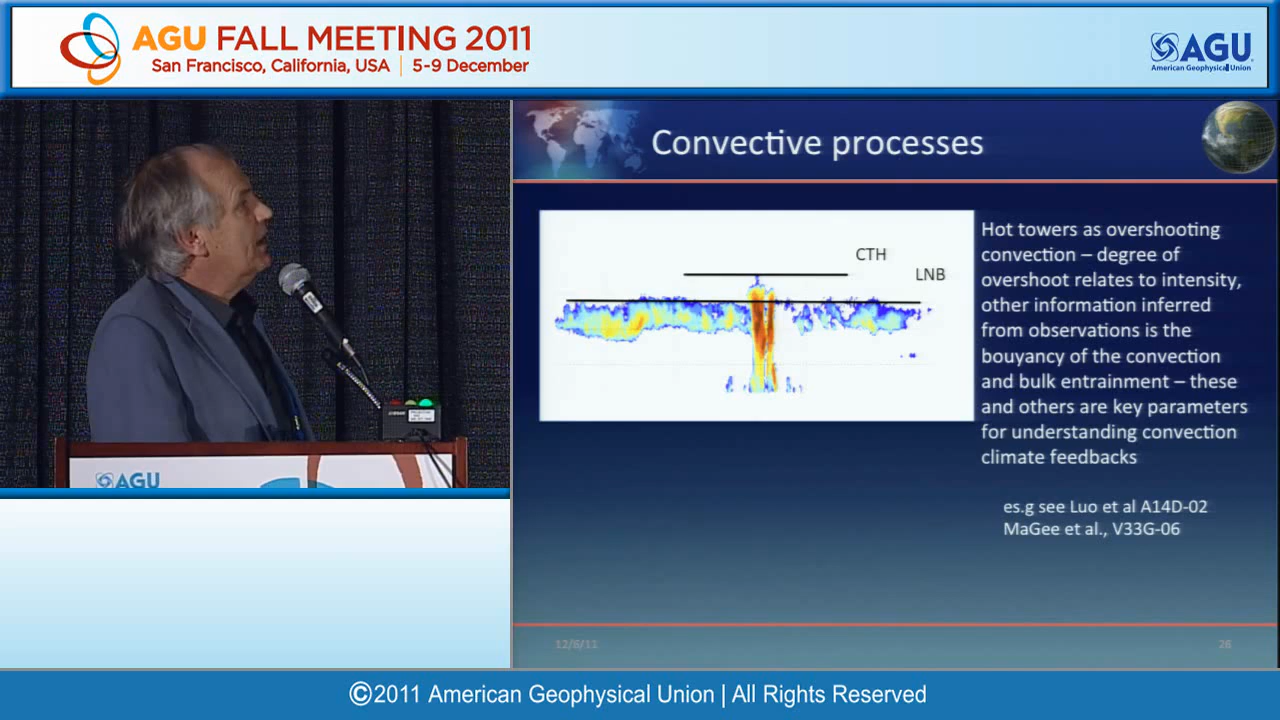 AGU FALL MEETING 2011
San Francisco, California, USA | 5-9 December
AGU
American Geophysical Union
Convective processes
CTH
LNB
Hot towers as overshooting
convection – degree of
overshoot relates to intensity,
other information inferred
from observations is the
bouyancy of the convection
and bulk entrainment – these
and others are key parameters
for understanding convection
climate feedbacks
es.g see Luo et al A14D-02
MaGee et al., V33G-06
12/6/11
26
AGU
©2011 American Geophysical Union | All Rights Reserved